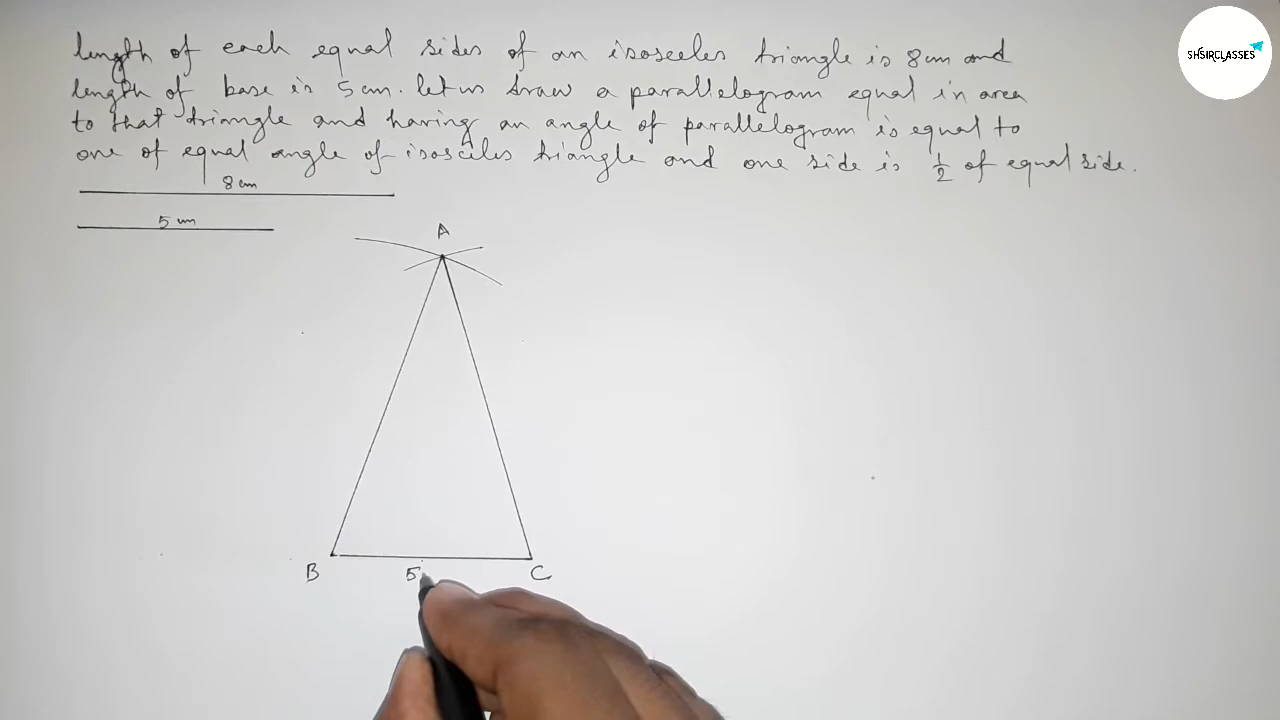 length of each equal sides of an isosceles triangle is 8cm and
length of base is 5cm. let us draw a parallelogram equal in area
to that triangle and having an angle of parallelogram is equal to
one of equal angle of isosciles triangle and one side is 1/2 of equal side.
8 cm
5 cm
A
B
5
C
SHSIRCLASSES